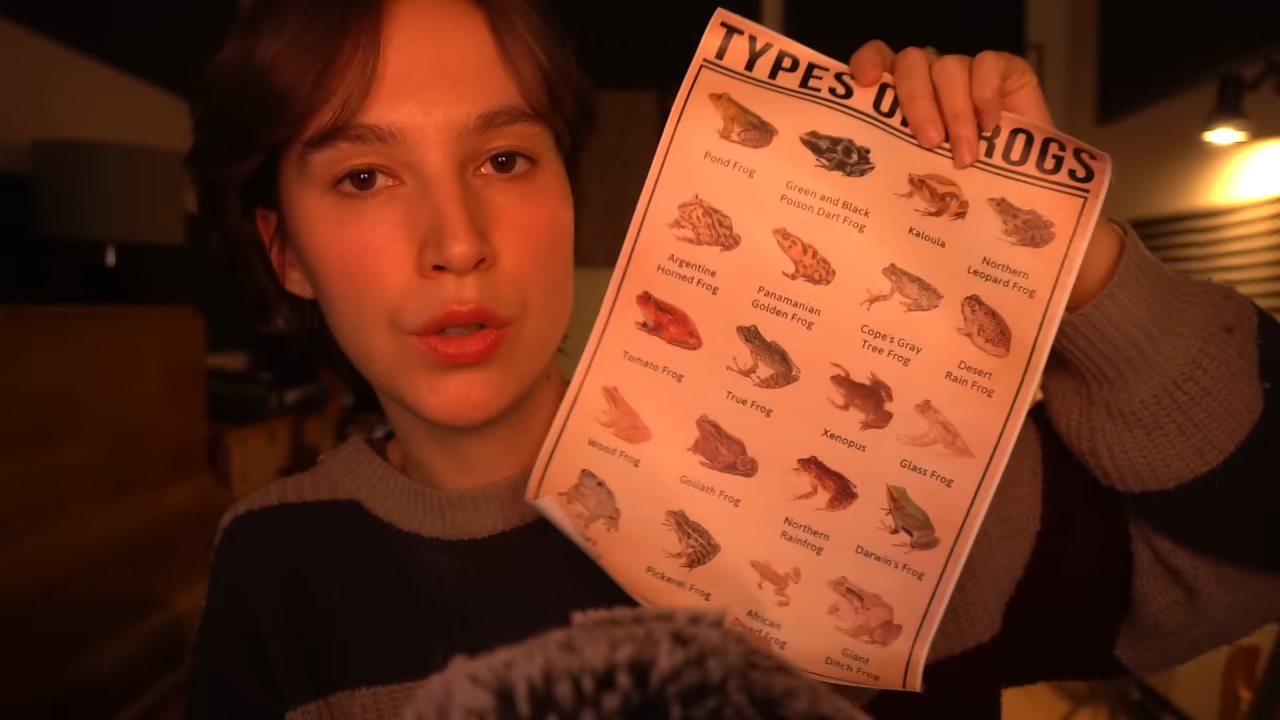 TYPES OF FROGS
Pond Frog
Green and Black
Poison Dart Frog
Kaloula
Northern
Leopard Frog
Argentine
Horned Frog
Panamanian
Golden Frog
Cope's Gray
Tree Frog
Desert
Rain Frog
Tomato Frog
True Frog
Xenopus
Glass Frog
Wood Frog
Goliath Frog
Northern
Rainfrog
Darwin's Frog
Pickerel Frog
African
Dwarf Frog
Giant
Ditch Frog